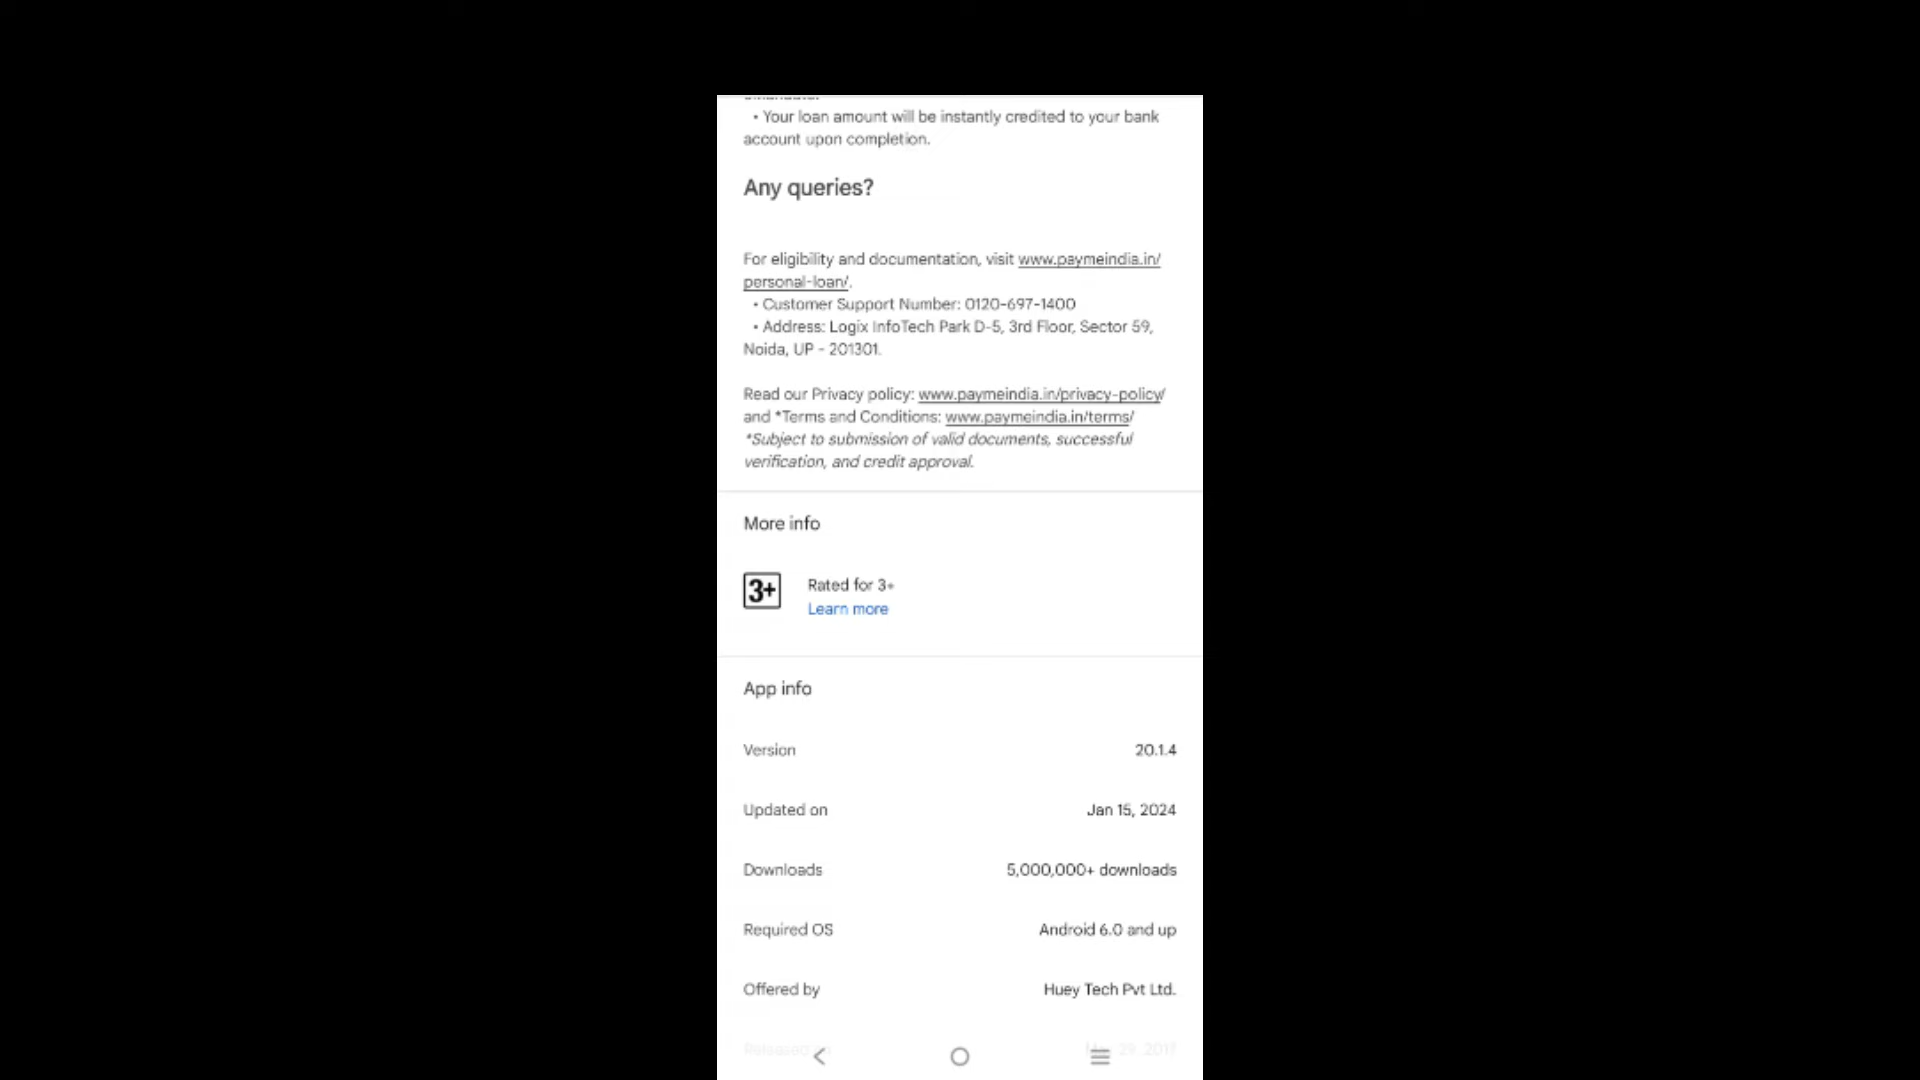 • Your loan amount will be instantly credited to your bank
account upon completion.
Any queries?
For eligibility and documentation, visit www.paymeindia.in/
personal-loan/.
• Customer Support Number: 0120-697-1400
• Address: Logix InfoTech Park D-5, 3rd Floor, Sector 59,
Noida, UP - 201301.
Read our Privacy policy: www.paymeindia.in/privacy-policy/
and *Terms and Conditions: www.paymeindia.in/terms/
*Subject to submission of valid documents, successful
verification, and credit approval.
More info
3+
Rated for 3+
Learn more
App info
Version 20.1.4
Updated on Jan 15, 2024
Downloads 5,000,000+ downloads
Required OS Android 6.0 and up
Offered by Huey Tech Pvt Ltd.
Released